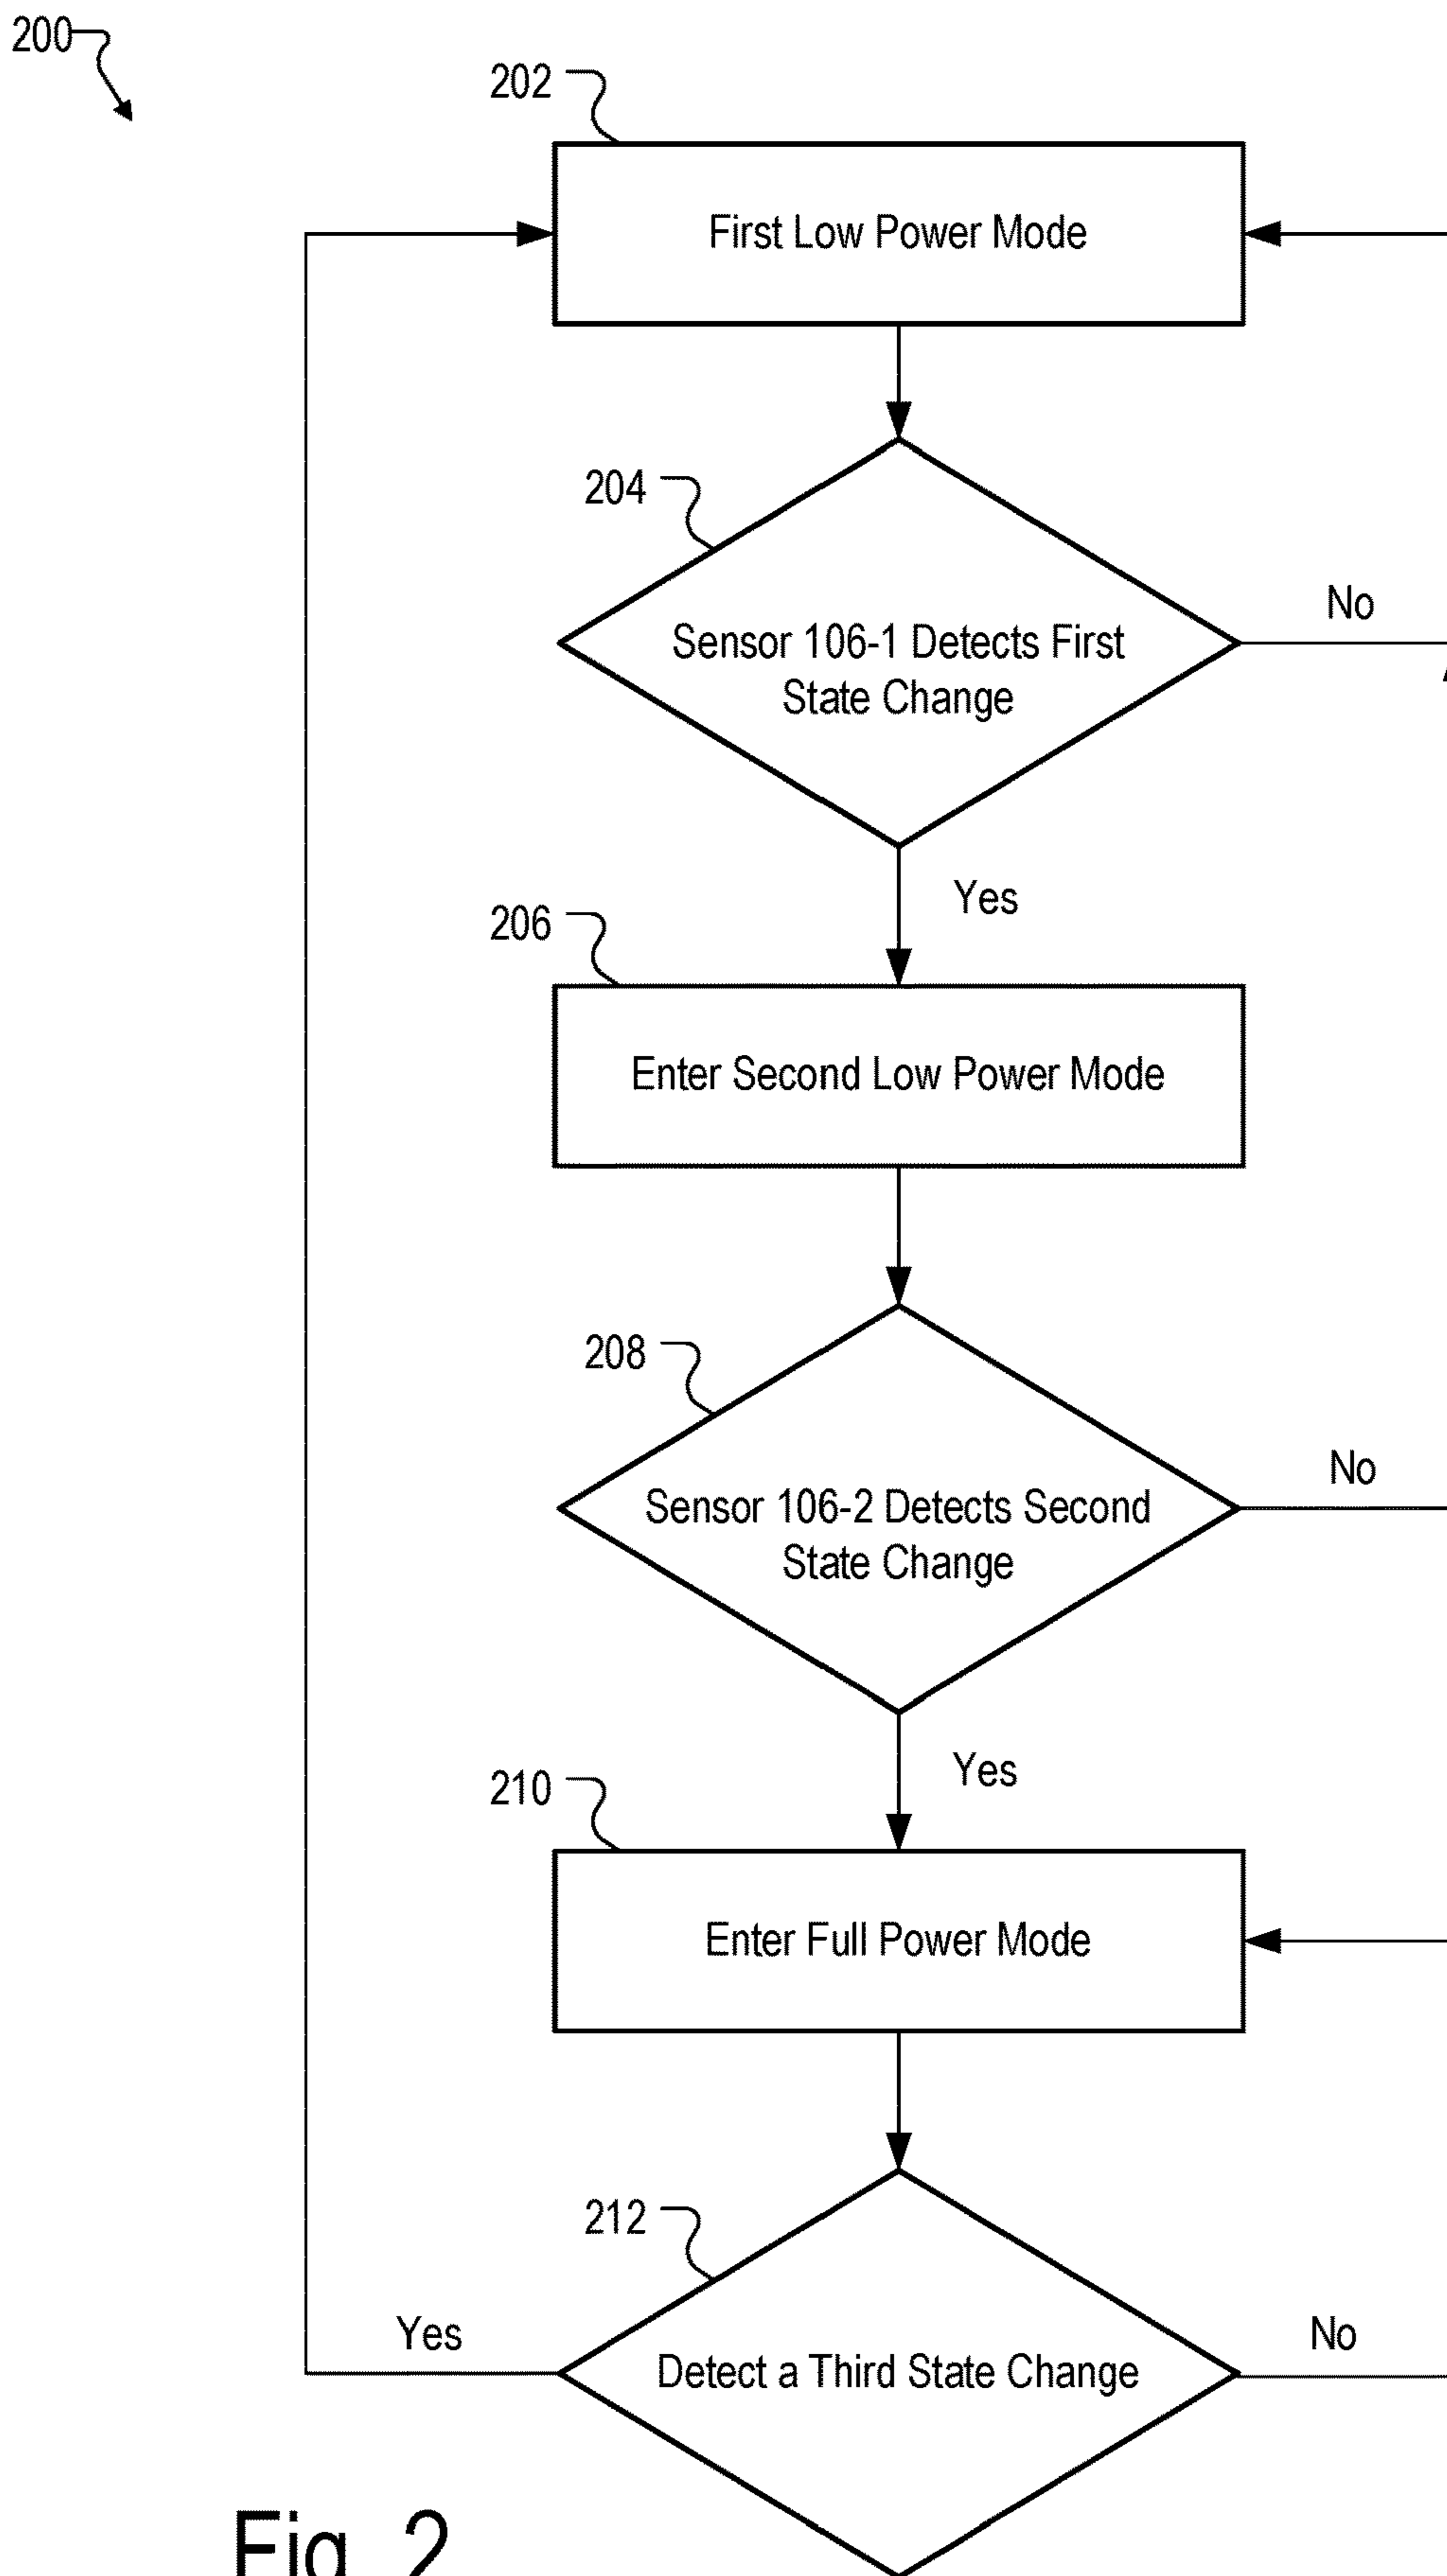 200
202
First Low Power Mode
204
Sensor 106-1 Detects First
State Change
No
Yes
206
Enter Second Low Power Mode
208
Sensor 106-2 Detects Second
State Change
No
Yes
210
Enter Full Power Mode
212
Detect a Third State Change
Yes
No
Fig. 2